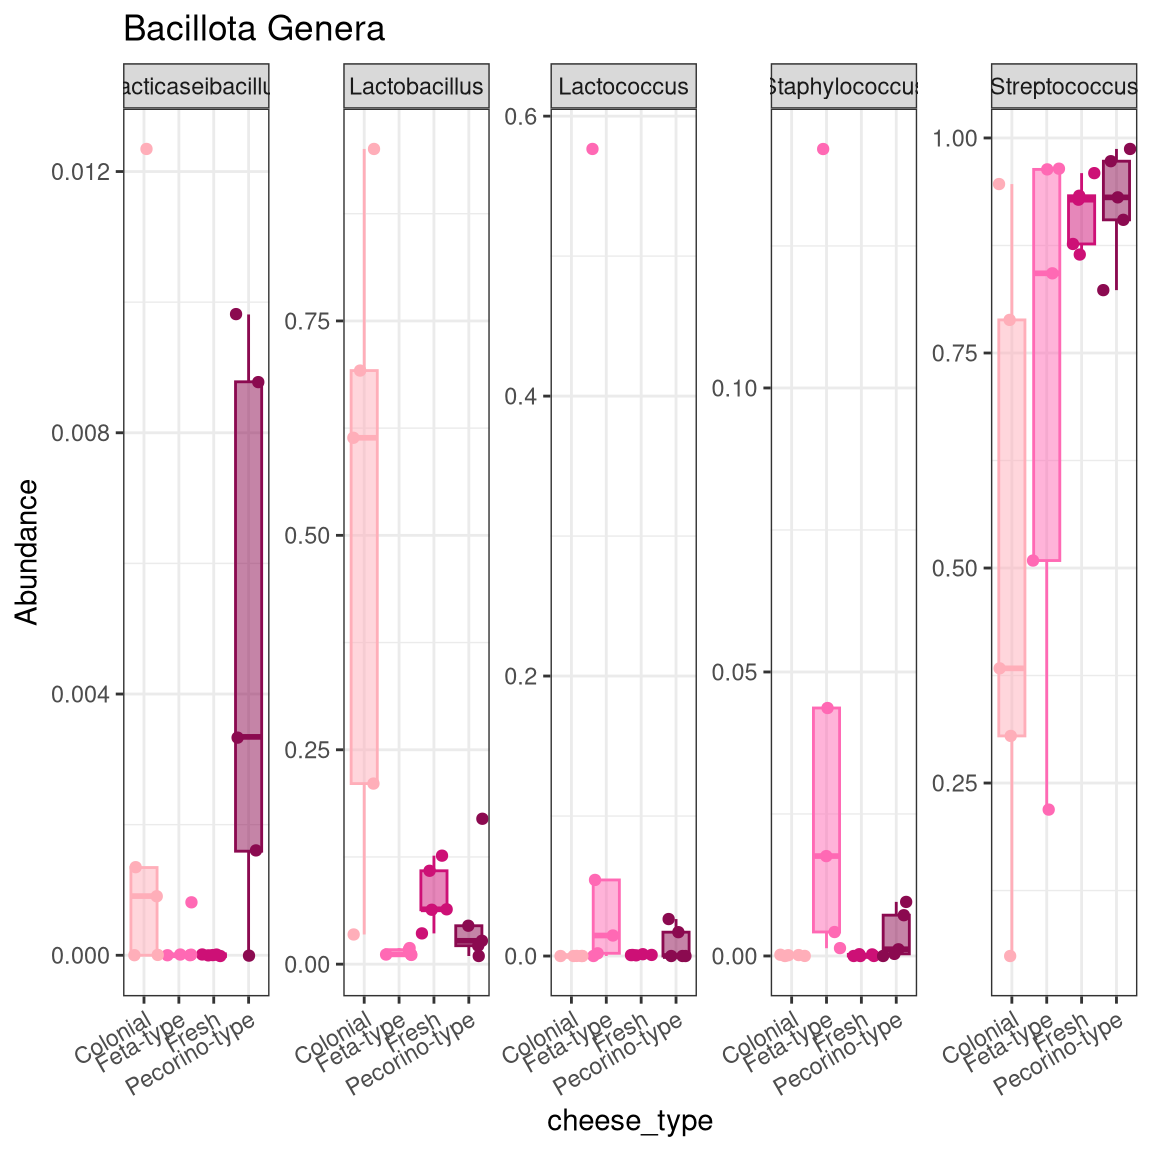 Bacillota Genera
acticaseibacillu
Lactobacillus
Lactococcus
Staphylococcus
Streptococcus
0.012
0.008
0.004
0.000
0.75
0.50
0.25
0.00
0.6
0.4
0.2
0.0
0.10
0.05
0.00
1.00
0.75
0.50
0.25
Abundance
Colonial
Feta-type
Fresh
Pecorino-type
Colonial
Feta-type
Fresh
Pecorino-type
Colonial
Feta-type
Fresh
Pecorino-type
Colonial
Feta-type
Fresh
Pecorino-type
Colonial
Feta-type
Fresh
Pecorino-type
cheese_type